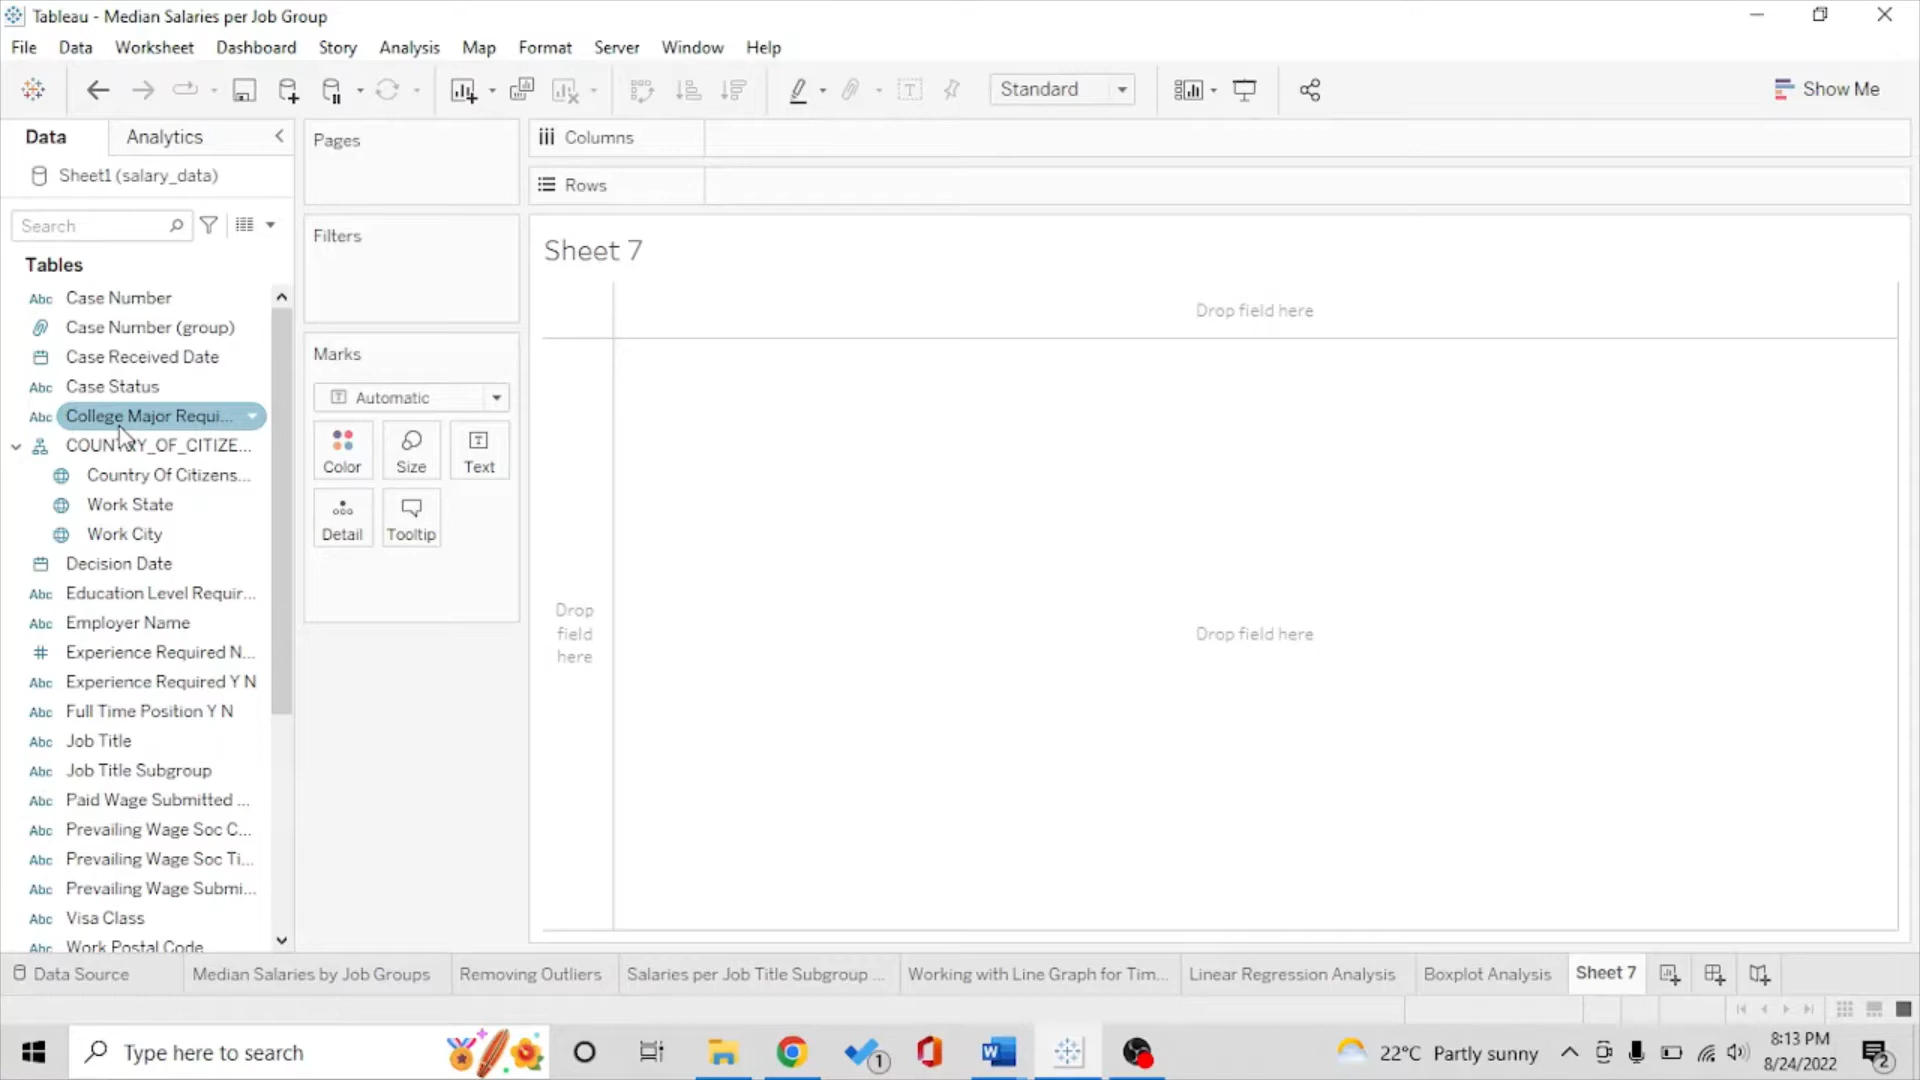 Tableau - Median Salaries per Job Group
File Data Worksheet Dashboard Story Analysis Map Format Server Window Help
Standard
Show Me
Data
Analytics
Sheet1 (salary_data)
Search
Tables
Abc Case Number
Case Number (group)
Case Received Date
Abc Case Status
Abc College Major Requi...
COUNTRY_OF_CITIZE...
Country Of Citizens...
Work State
Work City
Decision Date
Abc Education Level Requir...
Abc Employer Name
# Experience Required N...
Abc Experience Required Y N
Abc Full Time Position Y N
Abc Job Title
Abc Job Title Subgroup
Abc Paid Wage Submitted ...
Abc Prevailing Wage Soc C...
Abc Prevailing Wage Soc Ti...
Abc Prevailing Wage Submi...
Abc Visa Class
Abc Work Postal Code
Pages
Filters
Marks
Automatic
Color
Size
Text
Detail
Tooltip
Columns
Rows
Sheet 7
Drop field here
Drop
field
here
Drop field here
Data Source
Median Salaries by Job Groups
Removing Outliers
Salaries per Job Title Subgroup ...
Working with Line Graph for Tim...
Linear Regression Analysis
Boxplot Analysis
Sheet 7
Type here to search
1
22°C Partly sunny
8:13 PM
8/24/2022
2